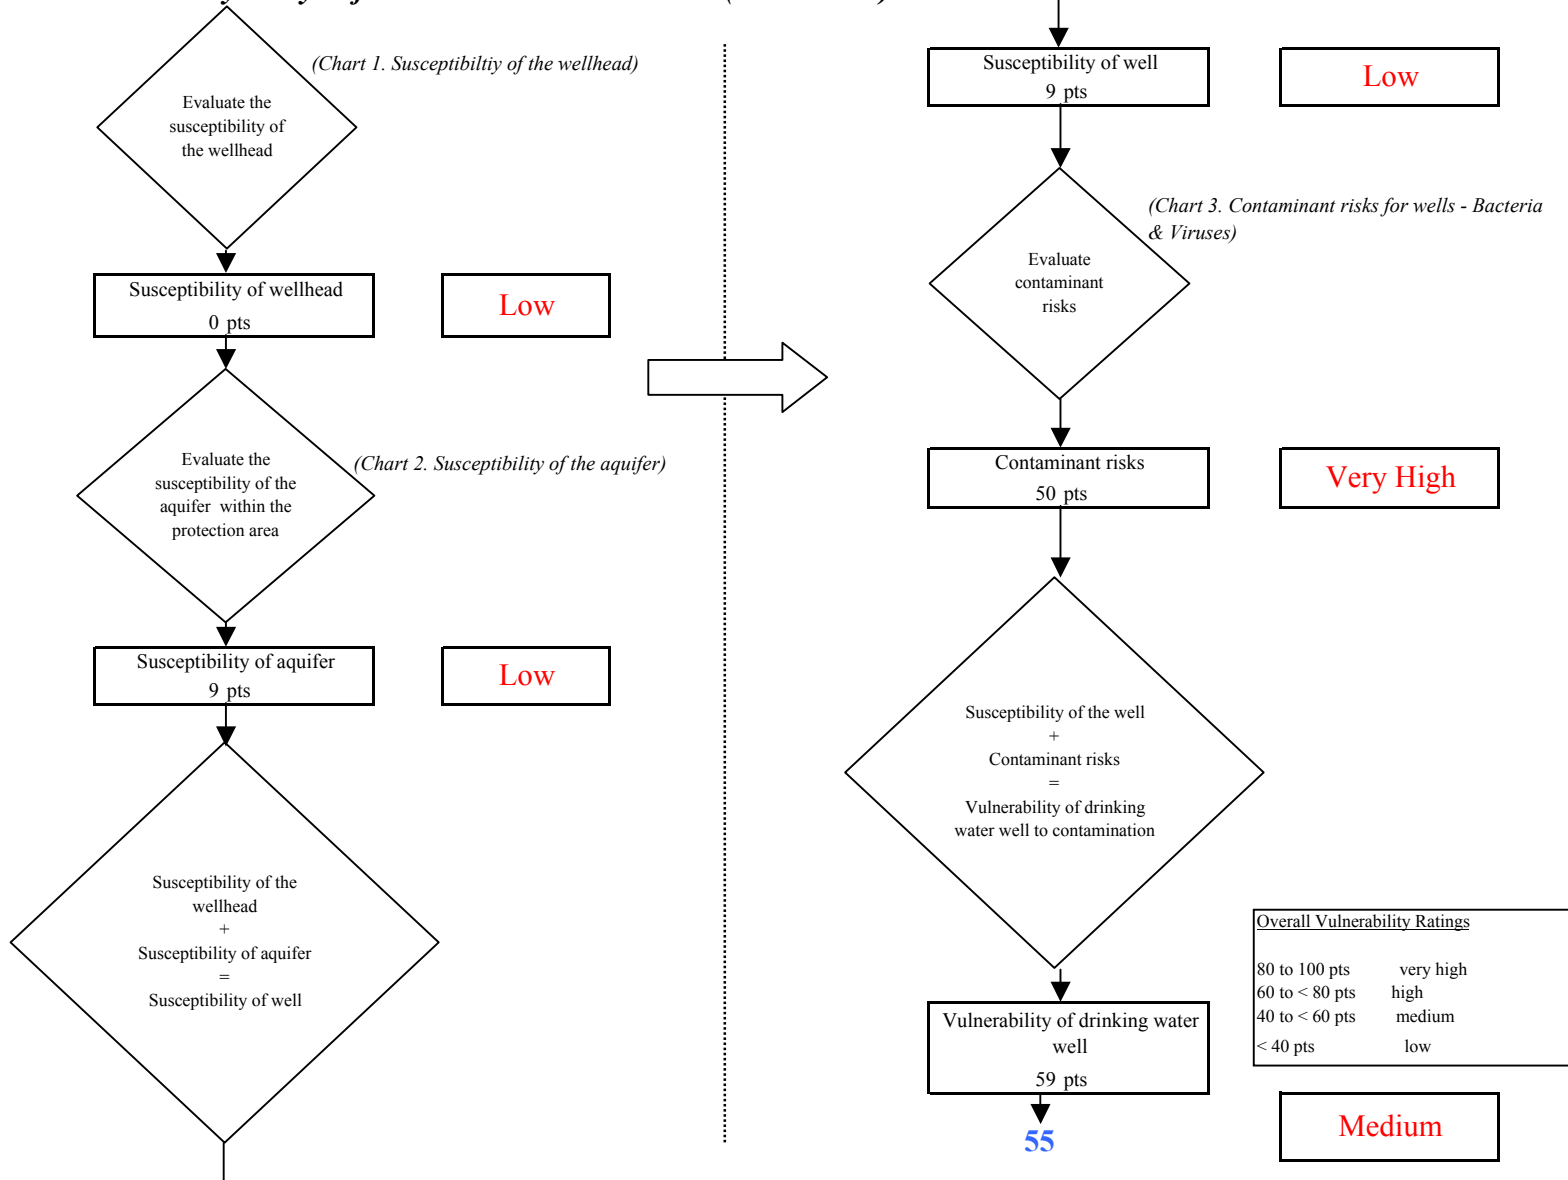 (Chart 1. Susceptibiltiy of the wellhead)
Evaluate the
susceptibility of
the wellhead
Susceptibility of wellhead
0 pts
Low
Evaluate the
susceptibility of the
aquifer within the
protection area
(Chart 2. Susceptibility of the aquifer)
Susceptibility of aquifer
9 pts
Low
Susceptibility of the
wellhead
+
Susceptibility of aquifer
=
Susceptibility of well
Susceptibility of well
9 pts
Low
(Chart 3. Contaminant risks for wells - Bacteria
& Viruses)
Evaluate
contaminant
risks
Contaminant risks
50 pts
Very High
Susceptibility of the well
+
Contaminant risks
=
Vulnerability of drinking
water well to contamination
Overall Vulnerability Ratings
80 to 100 pts very high
60 to < 80 pts high
40 to < 60 pts medium
< 40 pts low
Vulnerability of drinking water
well
59 pts
55
Medium